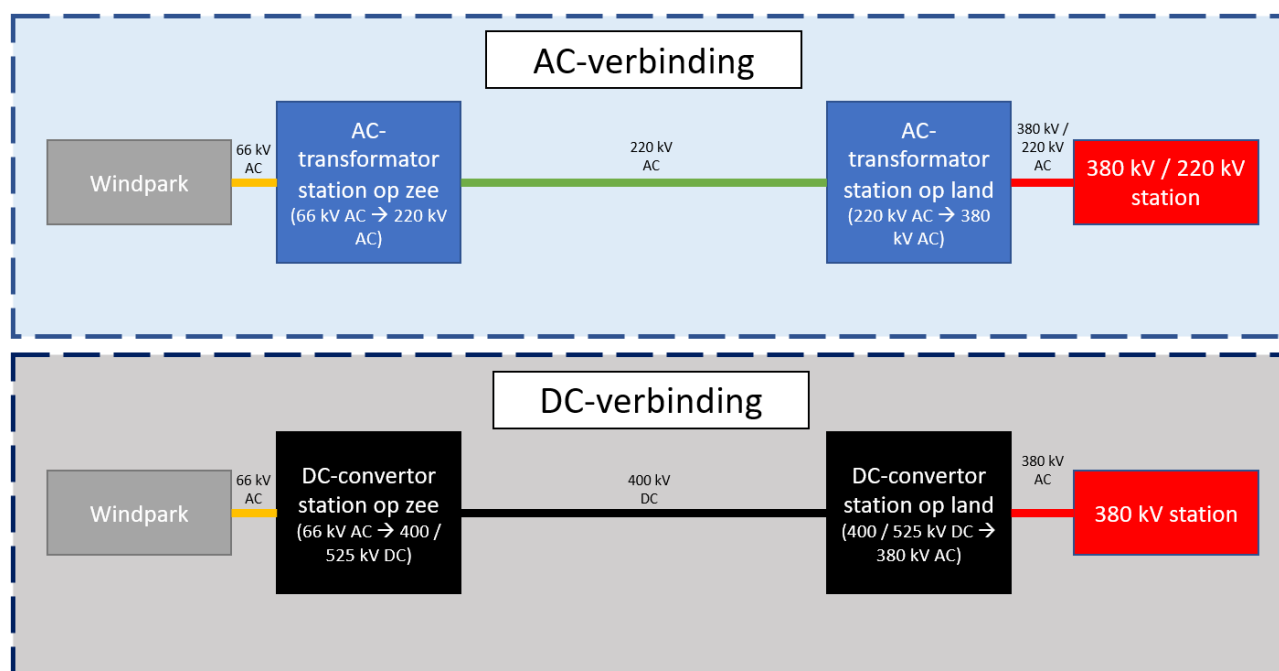 AC-verbinding
Windpark
66 kV
AC
AC-
transformator
station op zee
(66 kV AC → 220 kV
AC)
220 kV
AC
AC-
transformator
station op land
(220 kV AC → 380
kV AC)
380 kV /
220 kV
AC
380 kV / 220 kV
station
DC-verbinding
Windpark
66 kV
AC
DC-convertor
station op zee
(66 kV AC → 400 /
525 kV DC)
400 kV
DC
DC-convertor
station op land
(400 / 525 kV DC →
380 kV AC)
380 kV
AC
380 kV station